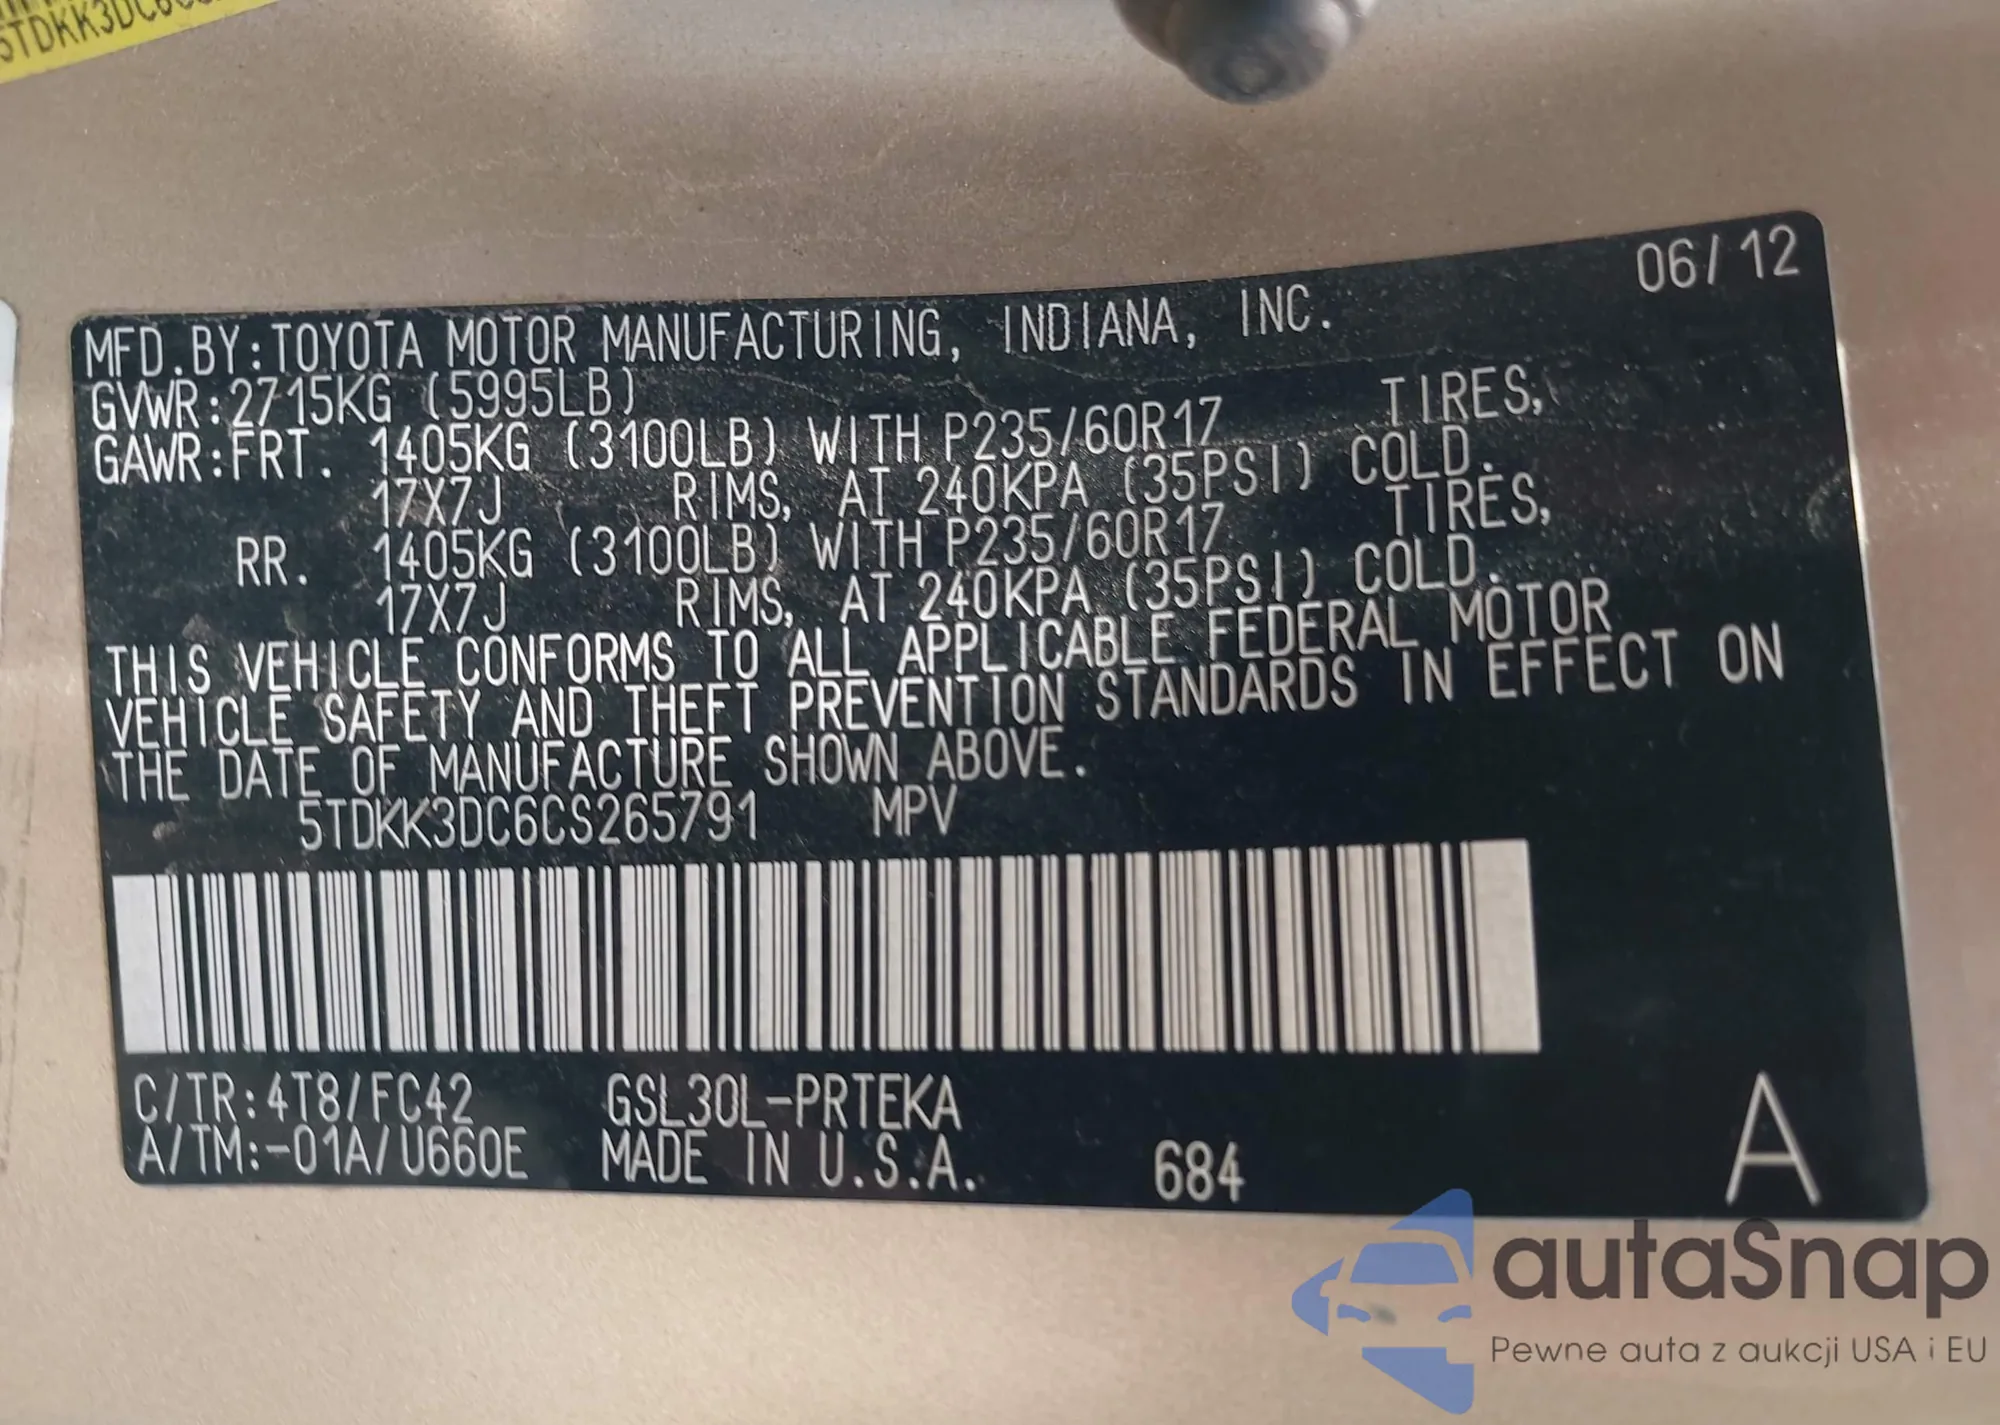 5TDKK3DC6C
06/12
MFD.BY:TOYOTA MOTOR MANUFACTURING, INDIANA, INC.
GVWR:2715KG (5995LB)
GAWR:FRT. 1405KG (3100LB) WITH P235/60R17 TIRES,
17X7J RIMS, AT 240KPA (35PSI) COLD.
RR. 1405KG (3100LB) WITH P235/60R17 TIRES,
17X7J RIMS, AT 240KPA (35PSI) COLD.
THIS VEHICLE CONFORMS TO ALL APPLICABLE FEDERAL MOTOR
VEHICLE SAFETY AND THEFT PREVENTION STANDARDS IN EFFECT ON
THE DATE OF MANUFACTURE SHOWN ABOVE.
5TDKK3DC6CS265791 MPV
C/TR:4T8/FC42 GSL30L-PRTEKA
A/TM:-01A/U660E MADE IN U.S.A. 684 A
autaSnap
Pewne auta z aukcji USA i EU